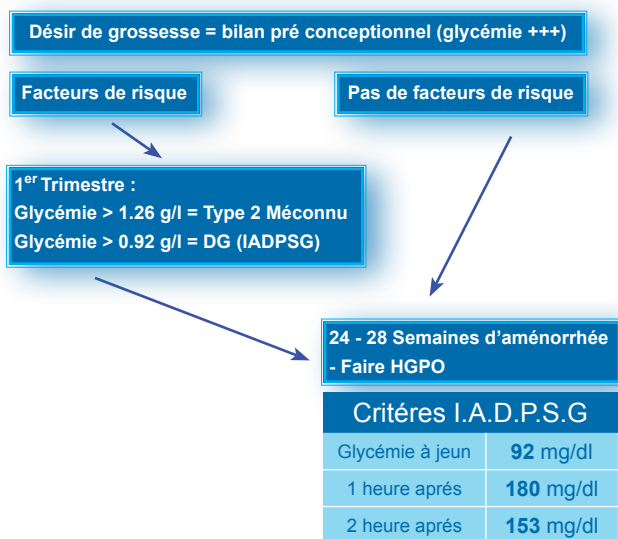 Désir de grossesse = bilan pré conceptionnel (glycémie +++)
Facteurs de risque
Pas de facteurs de risque
1er Trimestre :
Glycémie > 1.26 g/l = Type 2 Méconnu
Glycémie > 0.92 g/l = DG (IADPSG)
24 - 28 Semaines d'aménorrhée
- Faire HGPO
Critéres I.A.D.P.S.G
Glycémie à jeun 92 mg/dl
1 heure aprés 180 mg/dl
2 heure aprés 153 mg/dl